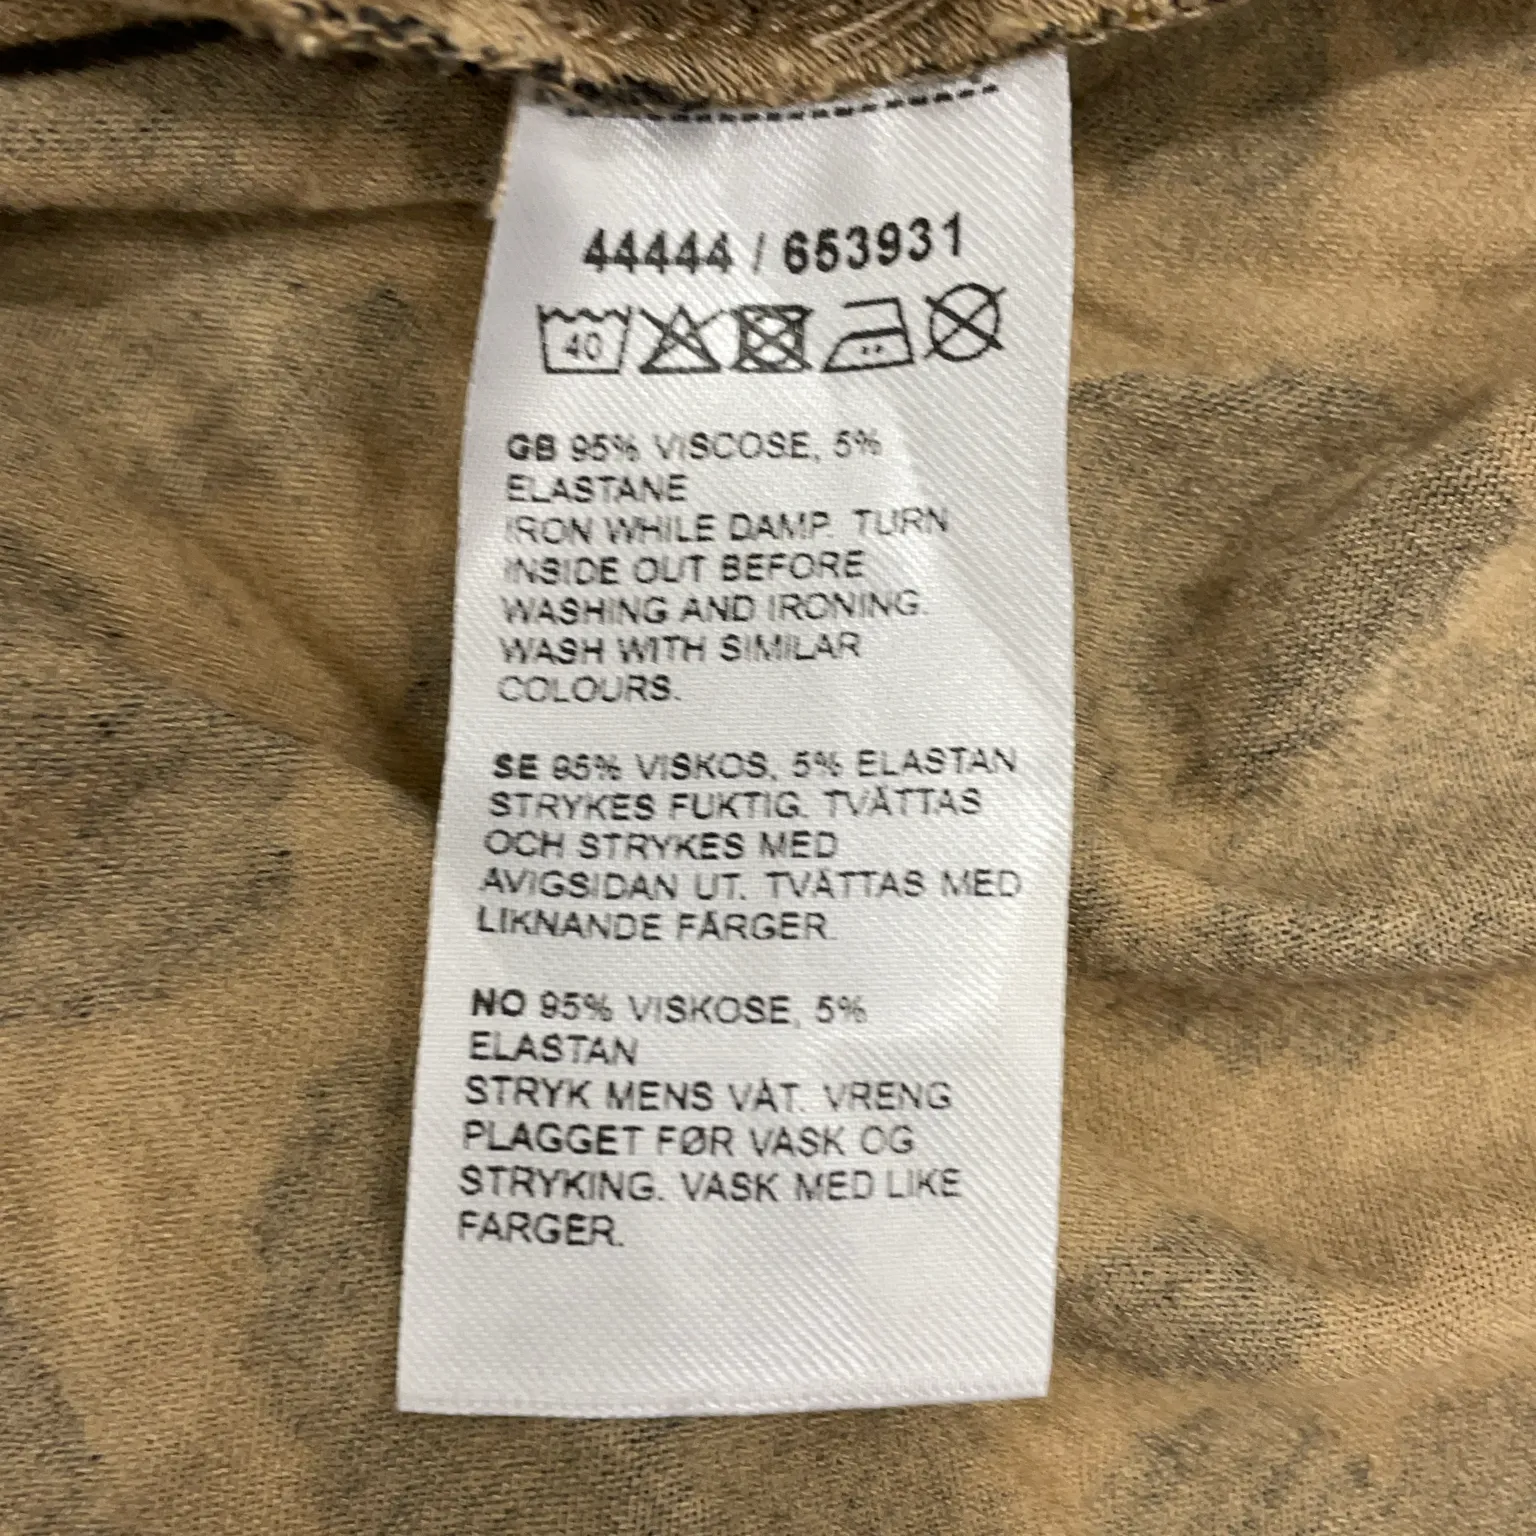 44444 / 653931
40
GB 95% VISCOSE, 5%
ELASTANE
IRON WHILE DAMP. TURN
INSIDE OUT BEFORE
WASHING AND IRONING.
WASH WITH SIMILAR
COLOURS.
SE 95% VISKOS, 5% ELASTAN
STRYKES FUKTIG. TVÄTTAS
OCH STRYKES MED
AVIGSIDAN UT. TVÄTTAS MED
LIKNANDE FÄRGER.
NO 95% VISKOSE, 5%
ELASTAN
STRYK MENS VÅT. VRENG
PLAGGET FØR VASK OG
STRYKING. VASK MED LIKE
FARGER.